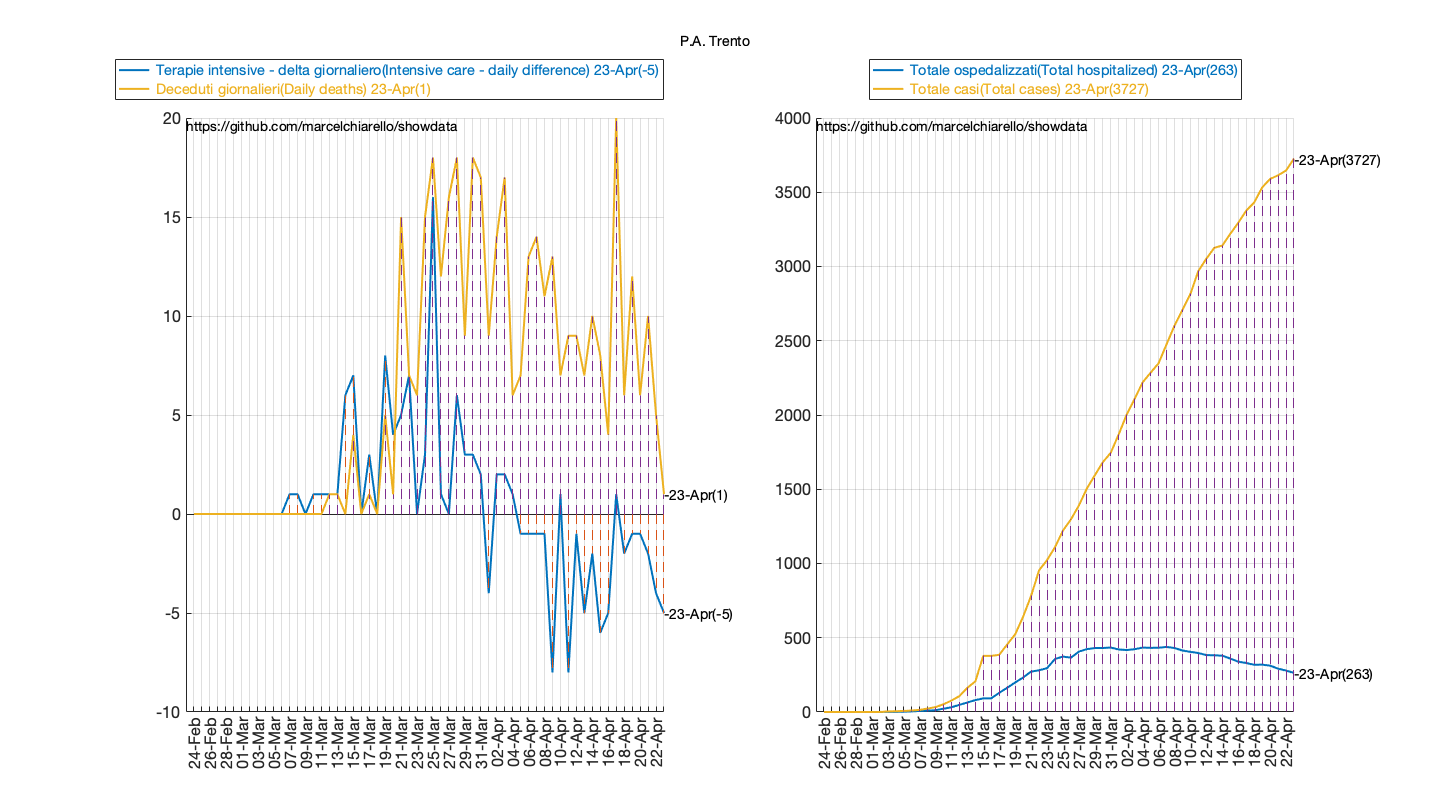 P.A. Trento
Terapie intensive - delta giornaliero(Intensive care - daily difference) 23-Apr(-5)
Deceduti giornalieri(Daily deaths) 23-Apr(1)
https://github.com/marcelchiarello/showdata
20
15
10
5
0
-5
-10
-23-Apr(1)
-23-Apr(-5)
24-Feb
26-Feb
28-Feb
01-Mar
03-Mar
05-Mar
07-Mar
09-Mar
11-Mar
13-Mar
15-Mar
17-Mar
19-Mar
21-Mar
23-Mar
25-Mar
27-Mar
29-Mar
31-Mar
02-Apr
04-Apr
06-Apr
08-Apr
10-Apr
12-Apr
14-Apr
16-Apr
18-Apr
20-Apr
22-Apr
Totale ospedalizzati(Total hospitalized) 23-Apr(263)
Totale casi(Total cases) 23-Apr(3727)
https://github.com/marcelchiarello/showdata
4000
3500
3000
2500
2000
1500
1000
500
0
-23-Apr(3727)
-23-Apr(263)
24-Feb
26-Feb
28-Feb
01-Mar
03-Mar
05-Mar
07-Mar
09-Mar
11-Mar
13-Mar
15-Mar
17-Mar
19-Mar
21-Mar
23-Mar
25-Mar
27-Mar
29-Mar
31-Mar
02-Apr
04-Apr
06-Apr
08-Apr
10-Apr
12-Apr
14-Apr
16-Apr
18-Apr
20-Apr
22-Apr